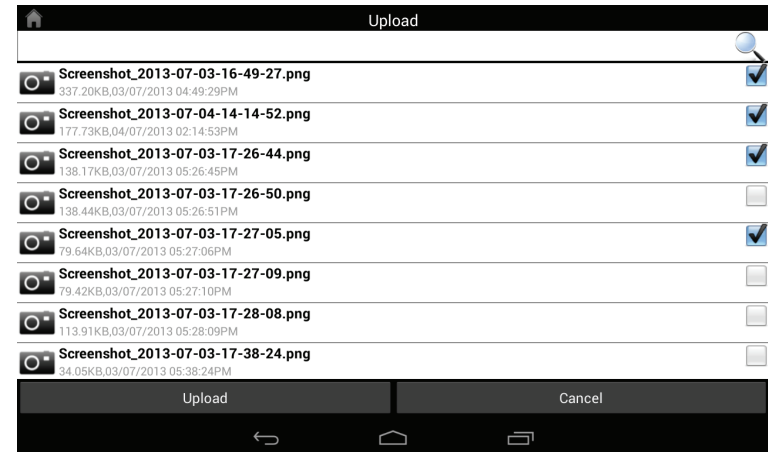 Upload
Screenshot_2013-07-03-16-49-27.png
337.20KB,03/07/2013 04:49:29PM
Screenshot_2013-07-04-14-14-52.png
177.73KB,04/07/2013 02:14:53PM
Screenshot_2013-07-03-17-26-44.png
138.17KB,03/07/2013 05:26:45PM
Screenshot_2013-07-03-17-26-50.png
138.44KB,03/07/2013 05:26:51PM
Screenshot_2013-07-03-17-27-05.png
79.64KB,03/07/2013 05:27:06PM
Screenshot_2013-07-03-17-27-09.png
79.42KB,03/07/2013 05:27:10PM
Screenshot_2013-07-03-17-28-08.png
113.91KB,03/07/2013 05:28:09PM
Screenshot_2013-07-03-17-38-24.png
34.05KB,03/07/2013 05:38:24PM
Upload Cancel